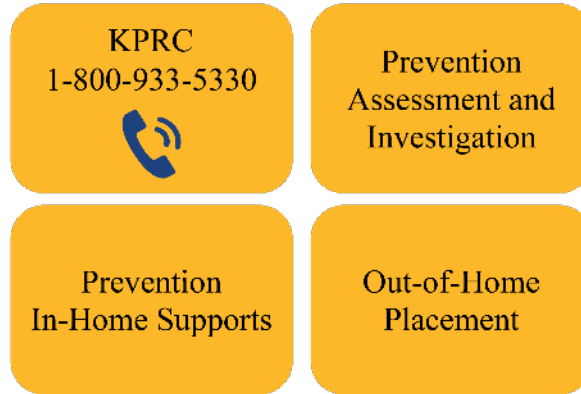 KPRC
1-800-933-5330
Prevention
Assessment and
Investigation
Prevention
In-Home Supports
Out-of-Home
Placement